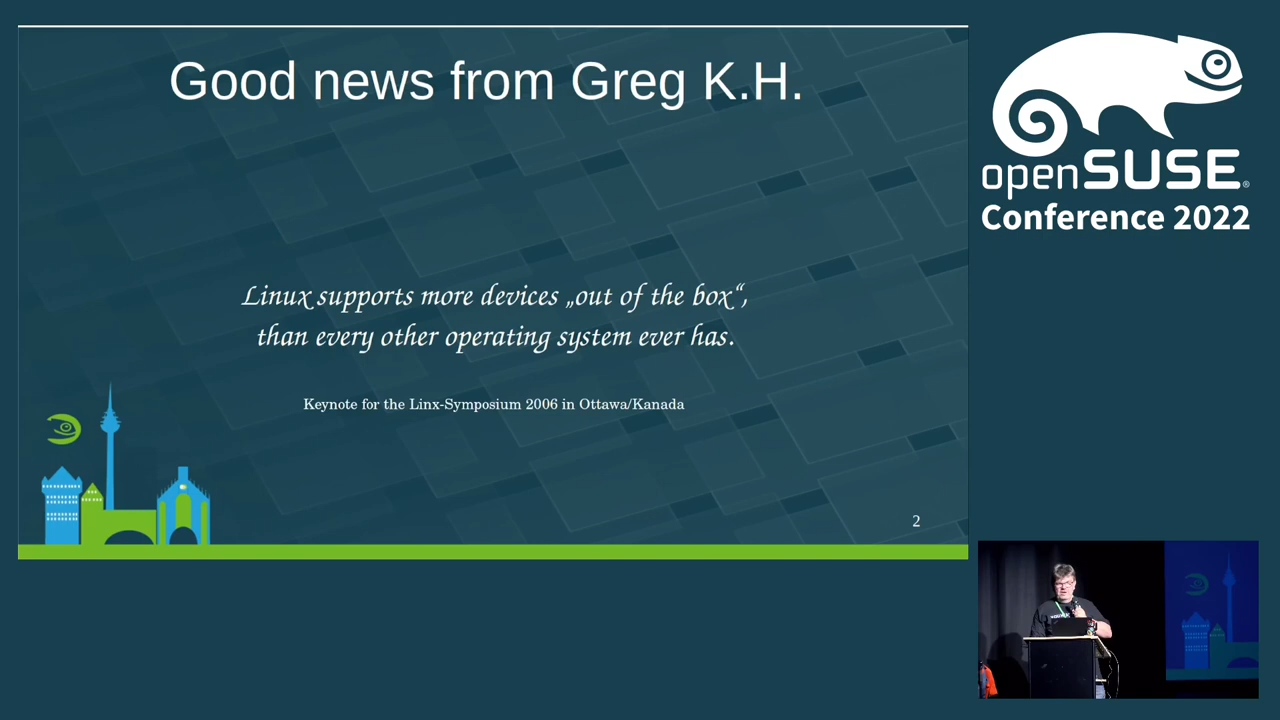 Good news from Greg K.H.
Linux supports more devices „out of the box“,
than every other operating system ever has.
Keynote for the Linx-Symposium 2006 in Ottawa/Kanada
2
openSUSE®
Conference 2022